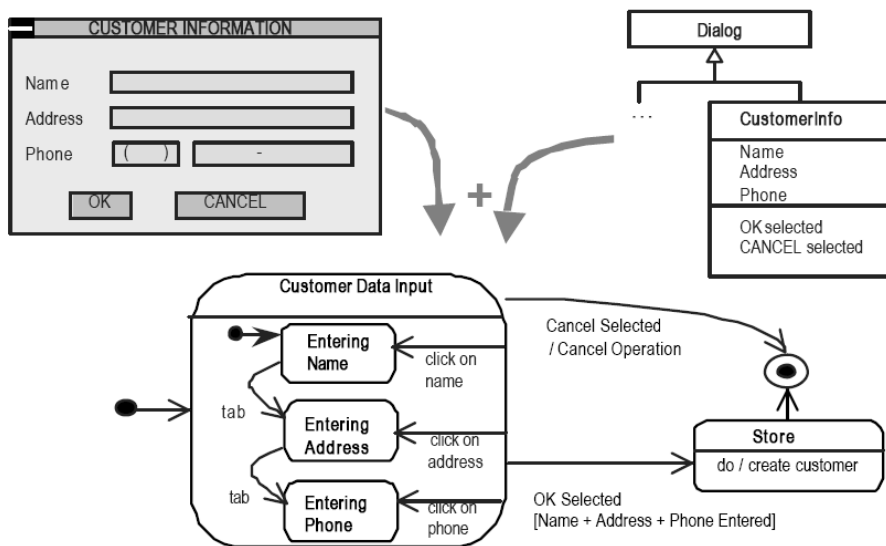 CUSTOMER INFORMATION
Name
Address
Phone
( )
-
OK
CANCEL
+
Dialog
...
CustomerInfo
Name
Address
Phone
OK selected
CANCEL selected
Customer Data Input
Entering
Name
click on
name
tab
Entering
Address
click on
address
tab
Entering
Phone
click on
phone
Cancel Selected
/ Cancel Operation
Store
do / create customer
OK Selected
[Name + Address + Phone Entered]